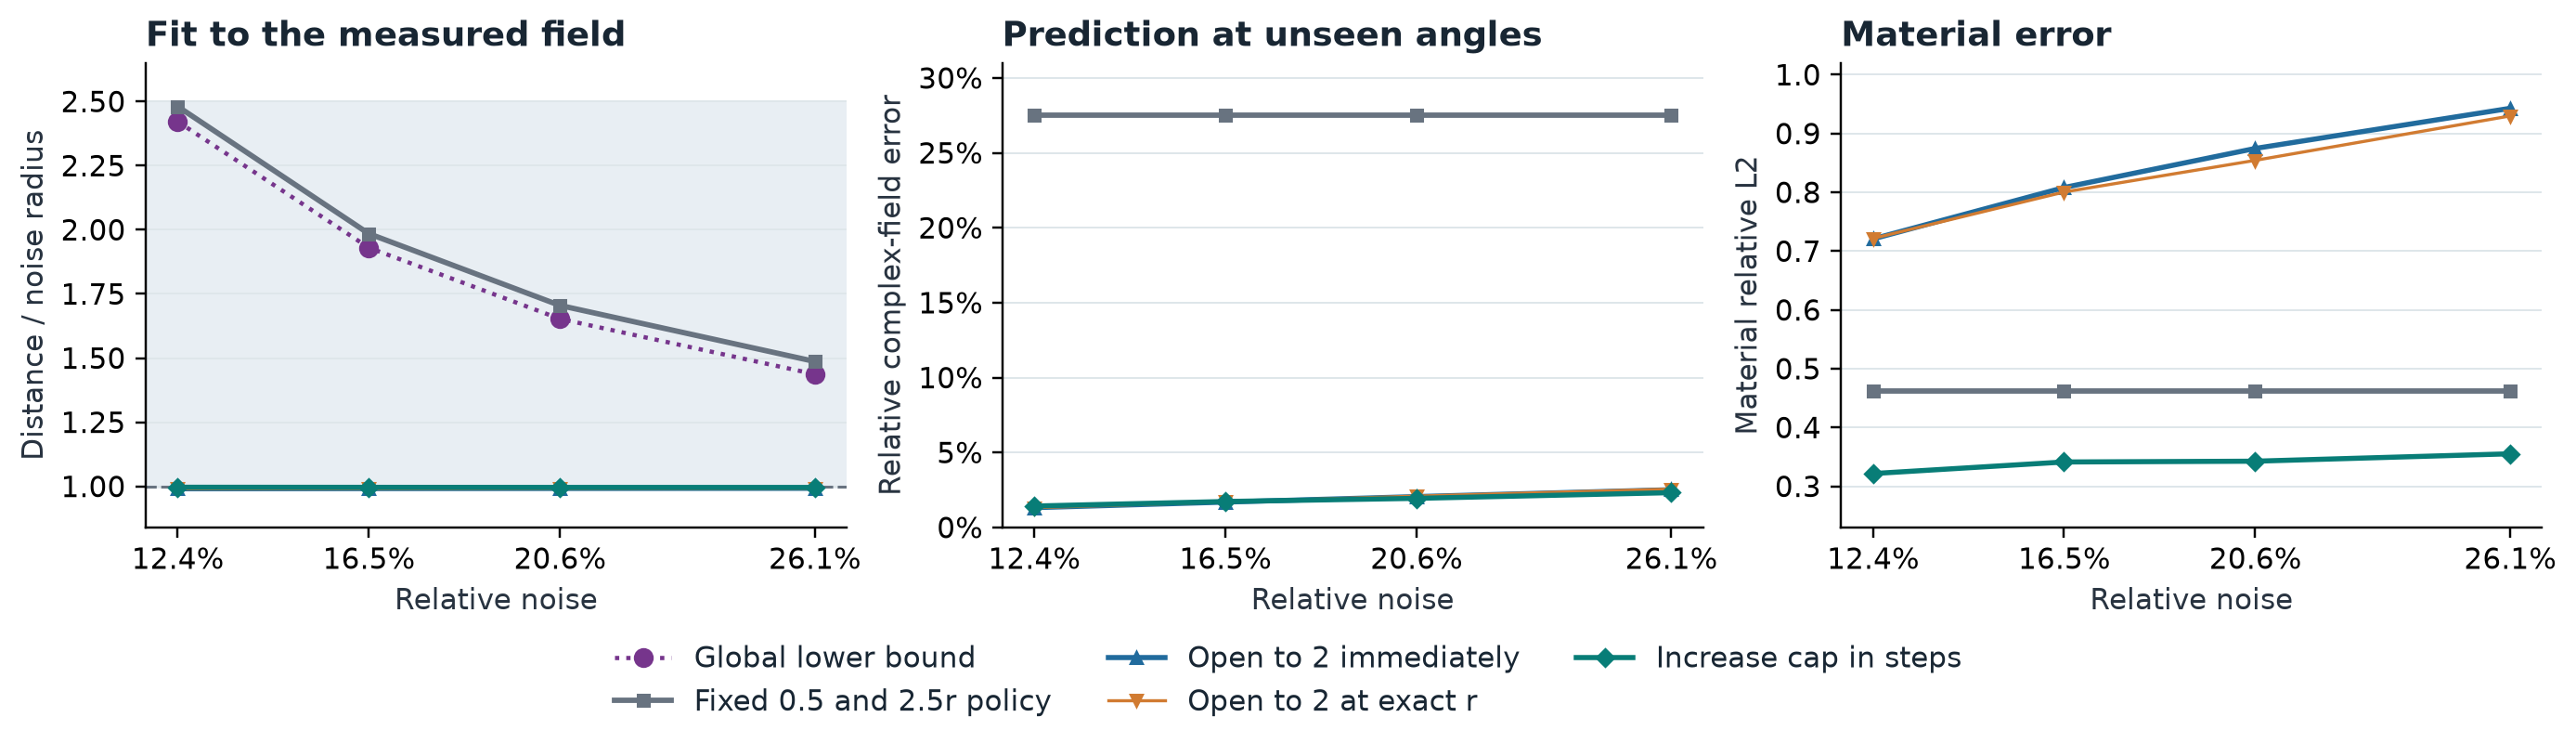 Fit to the measured field
Distance / noise radius
2.50
2.25
2.00
1.75
1.50
1.25
1.00
12.4%
16.5%
20.6%
26.1%
Relative noise
Prediction at unseen angles
Relative complex-field error
30%
25%
20%
15%
10%
5%
0%
12.4%
16.5%
20.6%
26.1%
Relative noise
Material error
Material relative L2
1.0
0.9
0.8
0.7
0.6
0.5
0.4
0.3
12.4%
16.5%
20.6%
26.1%
Relative noise
Global lower bound
Fixed 0.5 and 2.5r policy
Open to 2 immediately
Open to 2 at exact r
Increase cap in steps